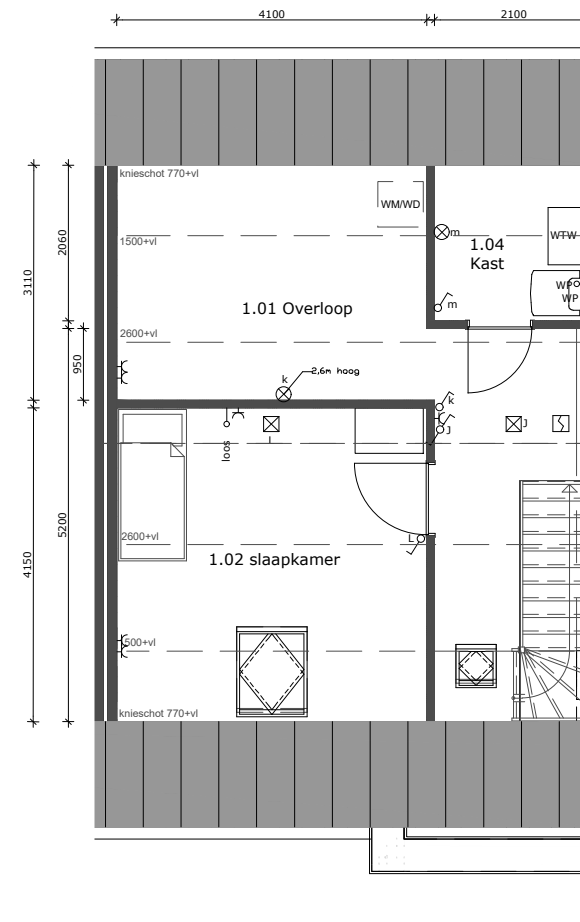 4100
2100
knieschot 770+vl
WM/WD
1500+vl
m
WTW
1.04
Kast
2060
3110
WP
WP
m
1.01 Overloop
2600+vl
950
k
2,6m hoog
k
J
J
loos
L
2600+vl
1.02 slaapkamer
5200
4150
500+vl
knieschot 770+vl